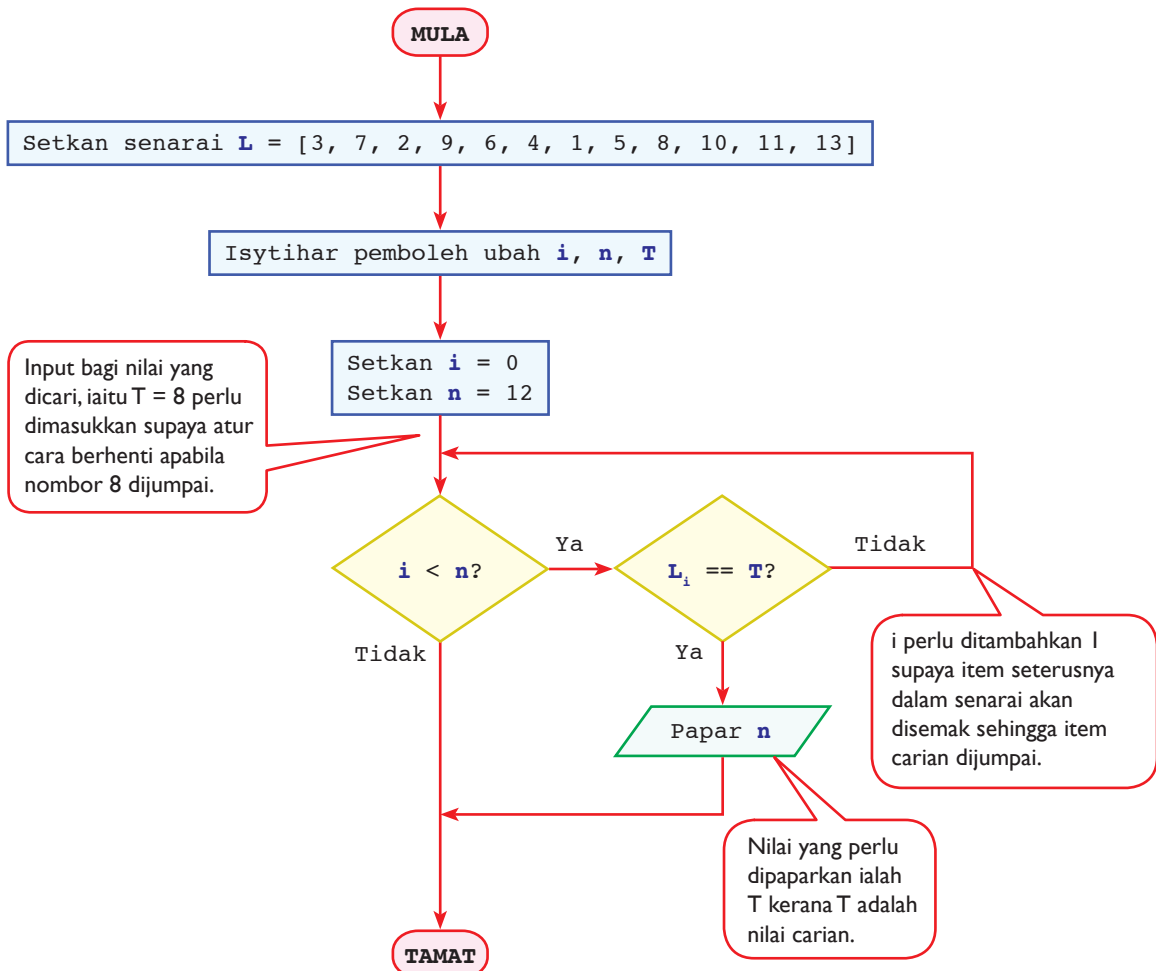 MULA
Setkan senarai L = [3, 7, 2, 9, 6, 4, 1, 5, 8, 10, 11, 13]
Isytihar pemboleh ubah i, n, T
Setkan i = 0
Setkan n = 12
Input bagi nilai yang
dicari, iaitu T = 8 perlu
dimasukkan supaya atur
cara berhenti apabila
nombor 8 dijumpai.
i < n?
Ya
L_i == T?
Tidak
Tidak
Ya
i perlu ditambahkan 1
supaya item seterusnya
dalam senarai akan
disemak sehingga item
carian dijumpai.
Papar n
Nilai yang perlu
dipaparkan ialah
T kerana T adalah
nilai carian.
TAMAT